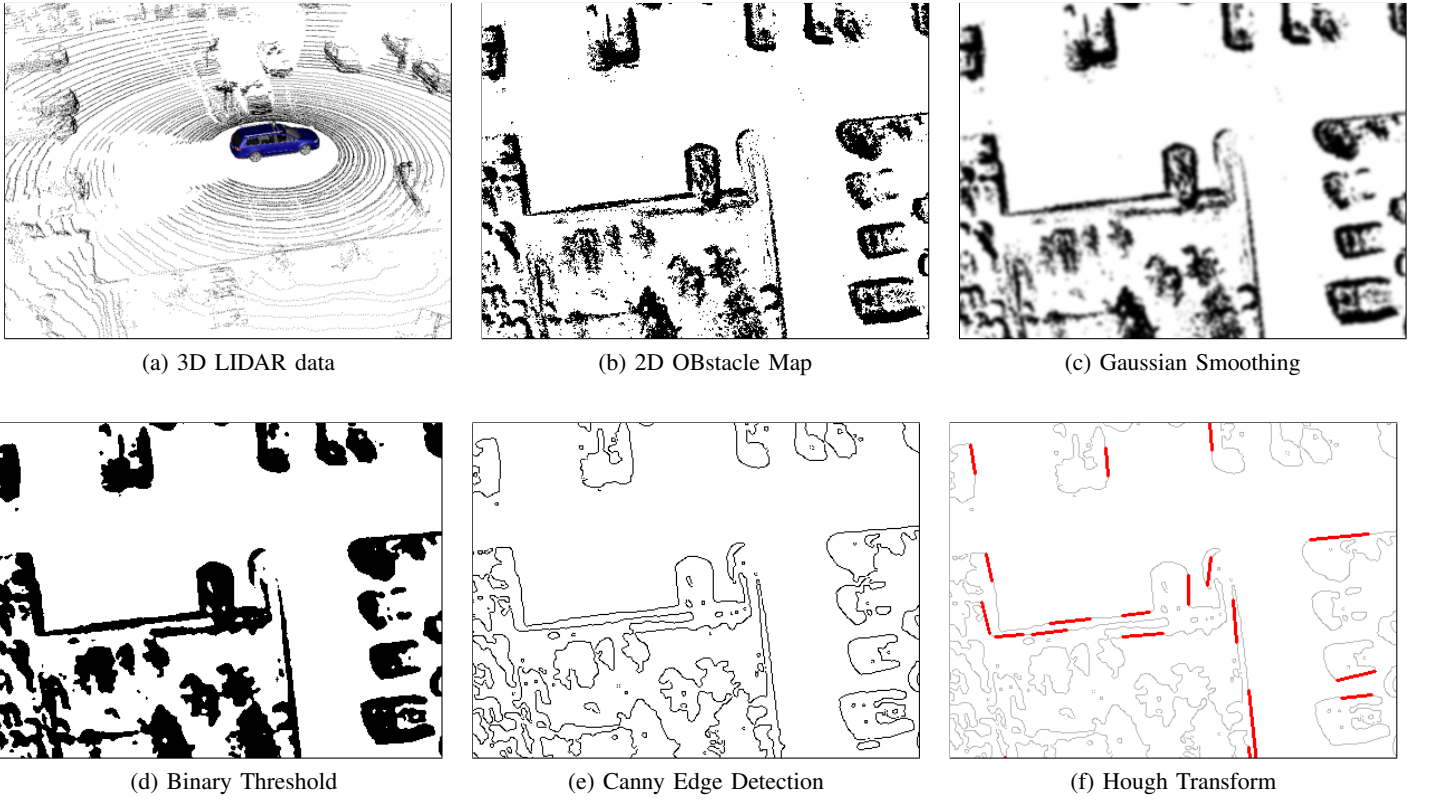 (a) 3D LIDAR data
(b) 2D OBstacle Map
(c) Gaussian Smoothing
(d) Binary Threshold
(e) Canny Edge Detection
(f) Hough Transform